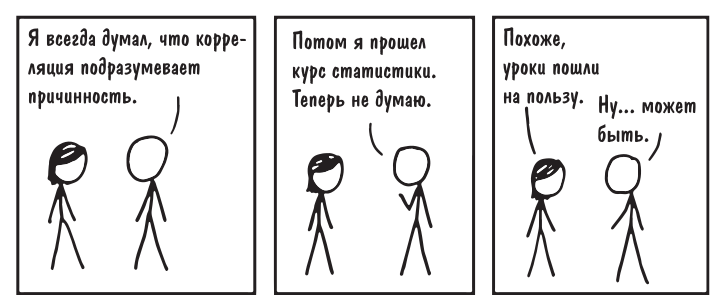 Я всегда думал, что корре-
ляция подразумевает
причинность.
Потом я прошел
курс статистики.
Теперь не думаю.
Похоже,
уроки пошли
на пользу.
Ну... может
быть.